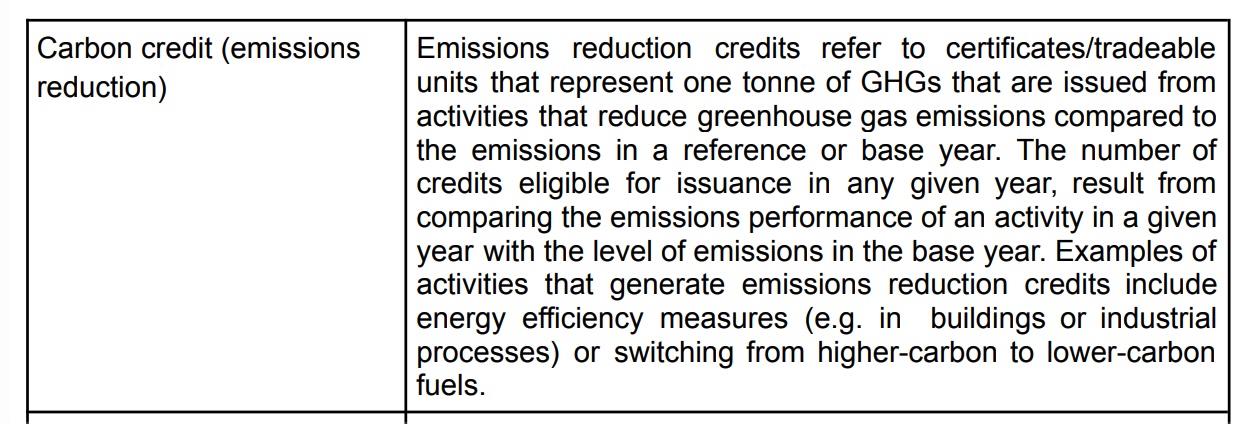 Carbon credit (emissions
reduction)
Emissions reduction credits refer to certificates/tradeable
units that represent one tonne of GHGs that are issued from
activities that reduce greenhouse gas emissions compared to
the emissions in a reference or base year. The number of
credits eligible for issuance in any given year, result from
comparing the emissions performance of an activity in a given
year with the level of emissions in the base year. Examples of
activities that generate emissions reduction credits include
energy efficiency measures (e.g. in  buildings or industrial
processes) or switching from higher-carbon to lower-carbon
fuels.